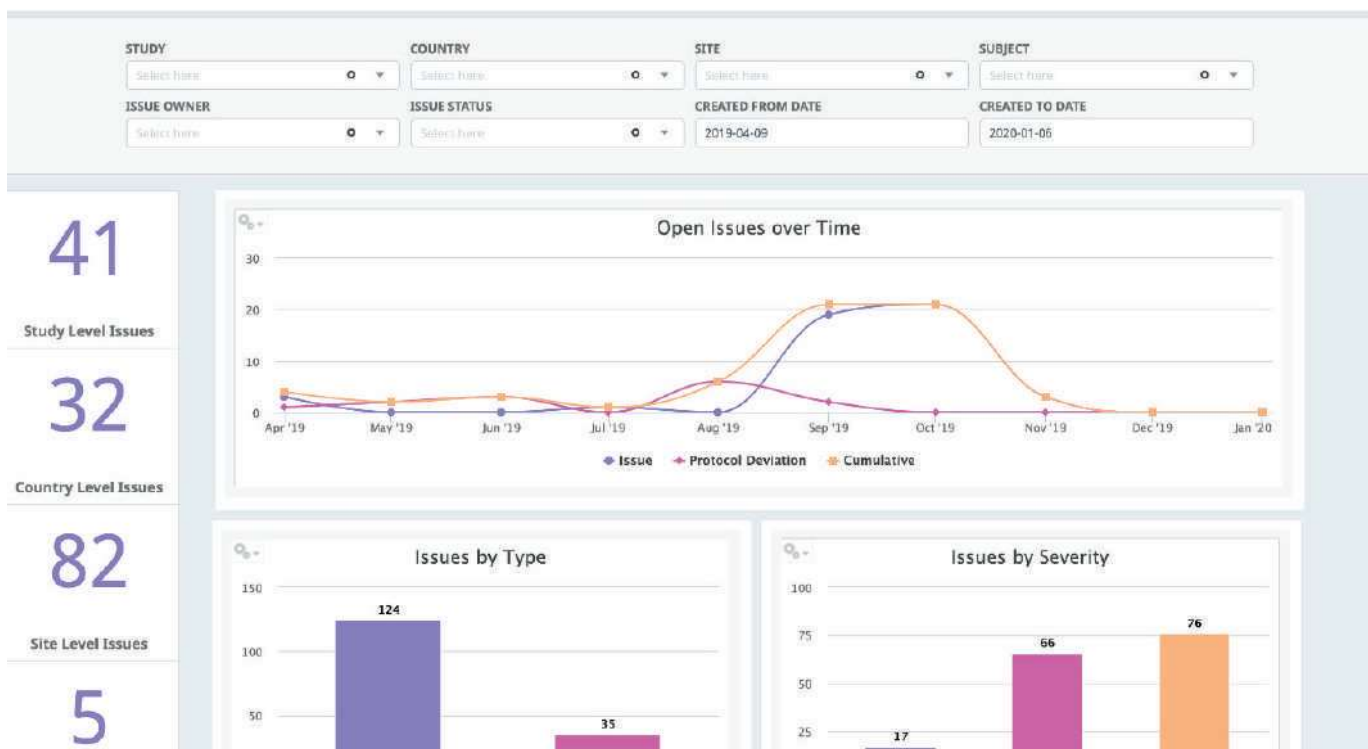 STUDY COUNTRY SITE SUBJECT
Select here Select here Select here Select here
ISSUE OWNER ISSUE STATUS CREATED FROM DATE CREATED TO DATE
Select here Select here 2019-04-09 2020-01-06
41
Study Level Issues
32
Country Level Issues
82
Site Level Issues
5
Open Issues over Time
30
20
10
0
Apr '19 May '19 Jun '19 Jul '19 Aug '19 Sep '19 Oct '19 Nov '19 Dec '19 Jan '20
Issue Protocol Deviation Cumulative
Issues by Type
150
124
100
50
35
Issues by Severity
100
76
75
66
50
25
17